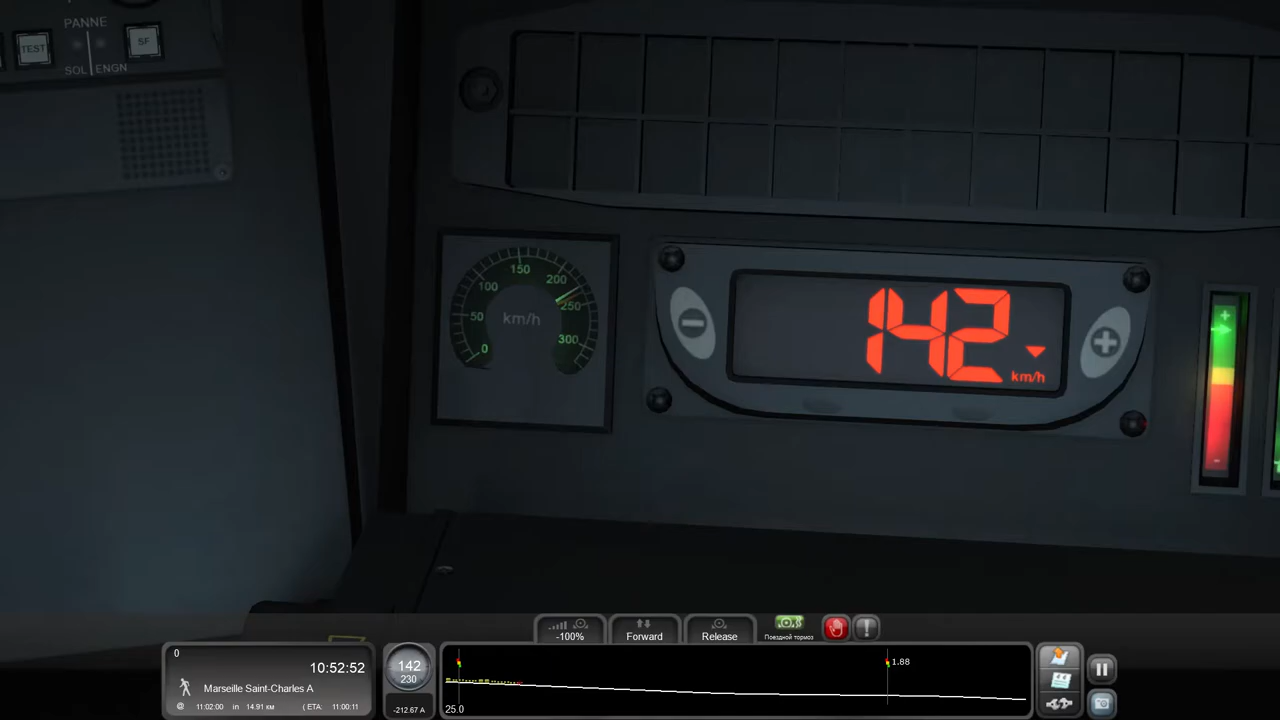 PANNE
TEST
SF
SOL ENGN
150
100
200
50
250
km/h
0
300
142
km/h
-100%
Forward
Release
Поездной тормоз
0
10:52:52
Marseille Saint-Charles A
@ 11:02:00 in 14.91 км ( ETA: 11:00:11
142
230
-212.67 A
1.88
25.0